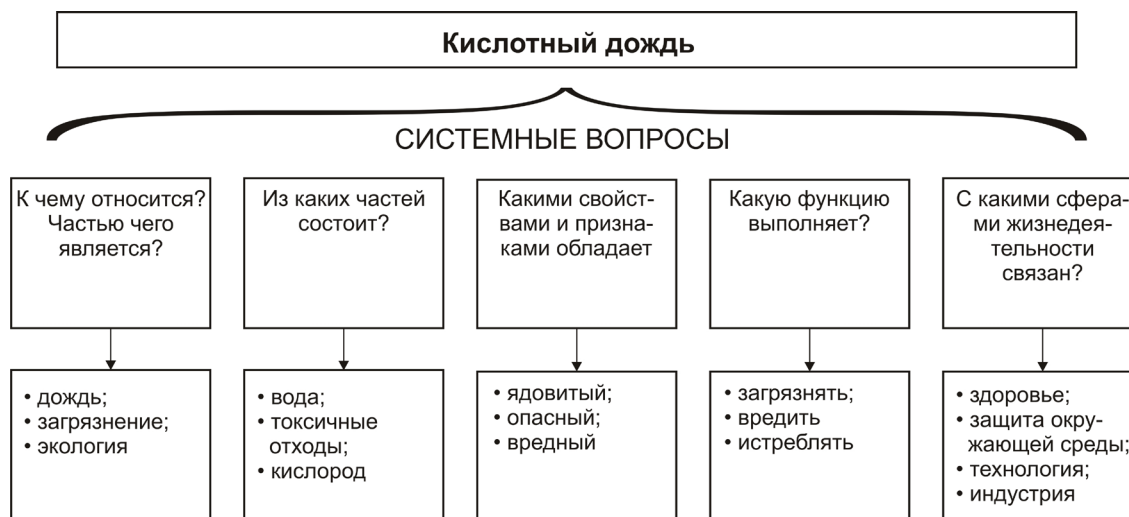 Кислотный дождь
СИСТЕМНЫЕ ВОПРОСЫ
К чему относится?
Частью чего
является?
Из каких частей
состоит?
Какими свойст-
вами и призна-
ками обладает
Какую функцию
выполняет?
С какими сфера-
ми жизнедея-
тельности
связан?
• дождь;
• загрязнение;
• экология
• вода;
• токсичные
отходы;
• кислород
• ядовитый;
• опасный;
• вредный
• загрязнять;
• вредить
• истреблять
• здоровье;
• защита окру-
жающей среды;
• технология;
• индустрия